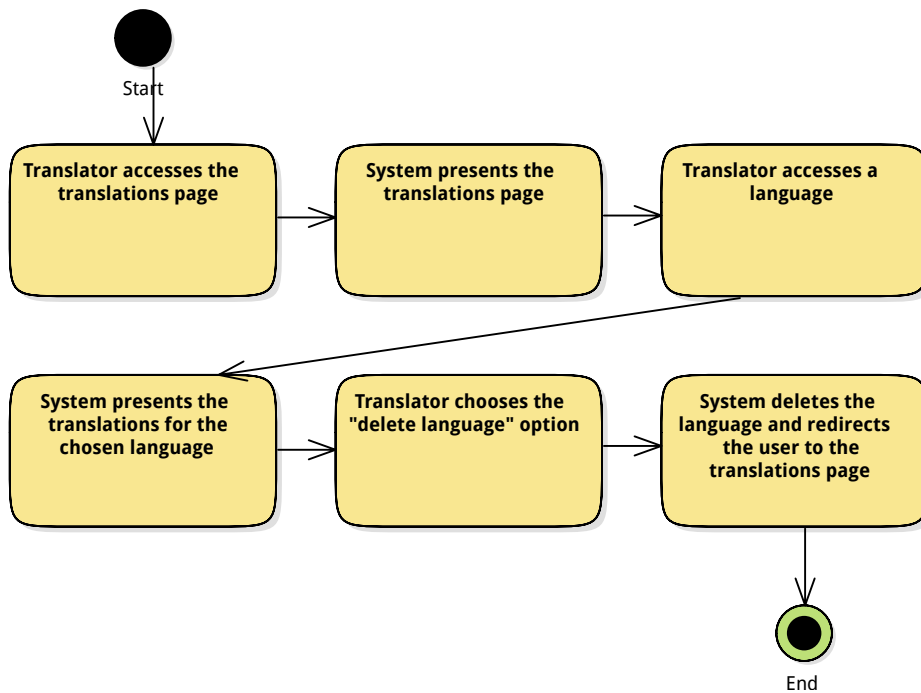 Start
Translator accesses the
translations page
System presents the
translations page
Translator accesses a
language
System presents the
translations for the
chosen language
Translator chooses the
"delete language" option
System deletes the
language and redirects
the user to the
translations page
End